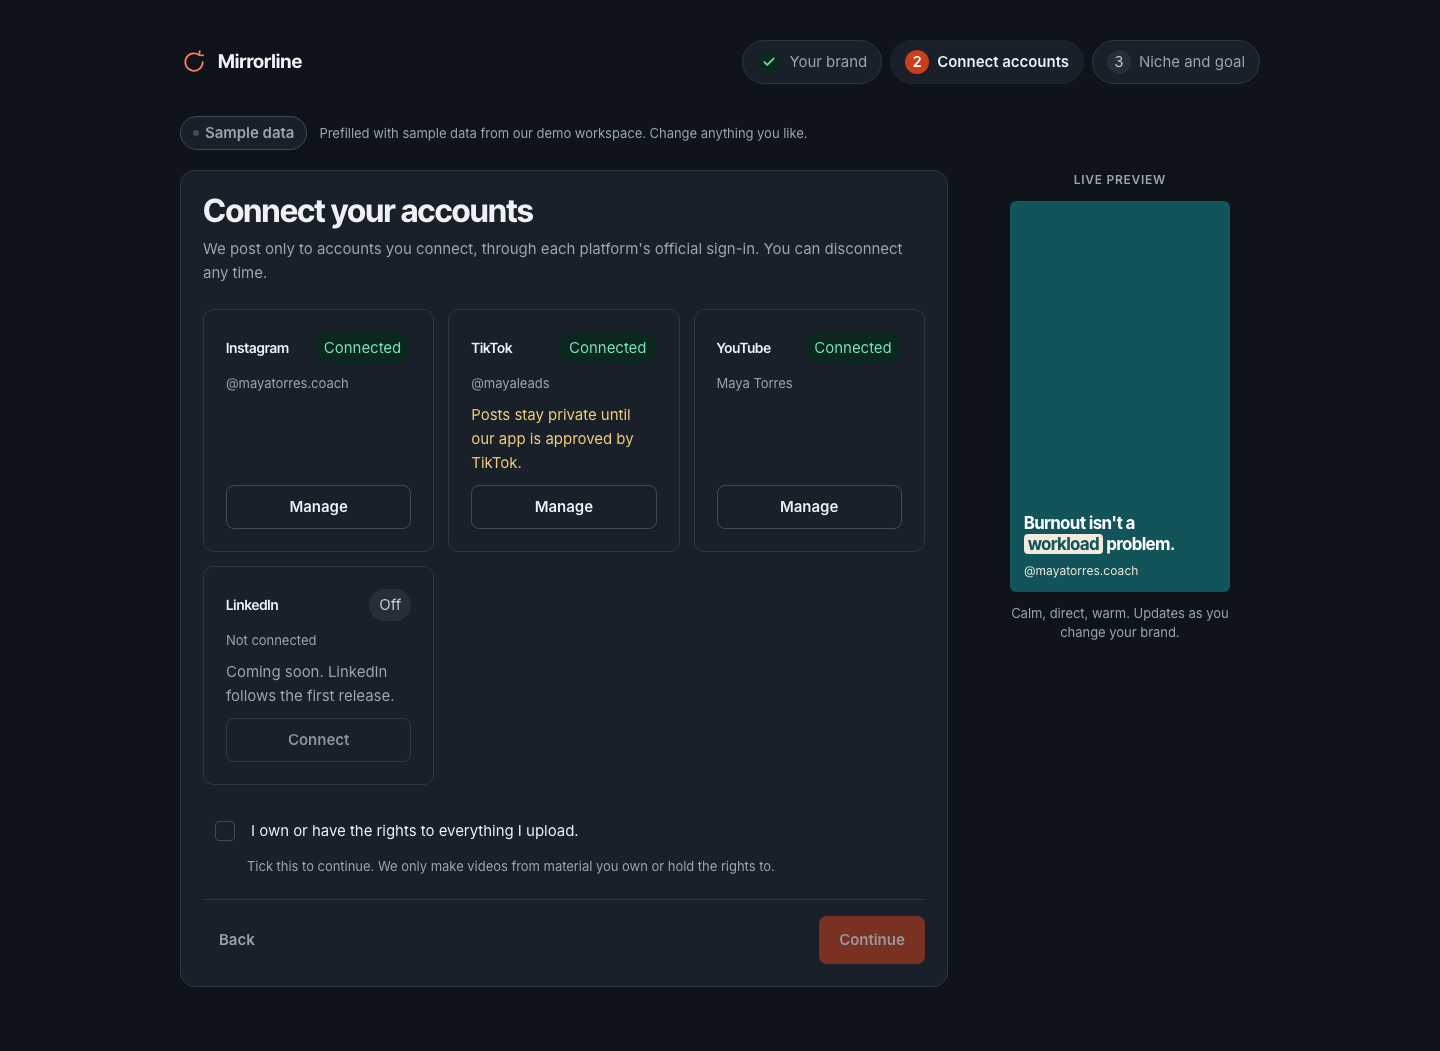 Mirrorline
Your brand
2 Connect accounts
3 Niche and goal
Sample data
Prefilled with sample data from our demo workspace. Change anything you like.
Connect your accounts
We post only to accounts you connect, through each platform's official sign-in. You can disconnect
any time.
Instagram
Connected
@mayatorres.coach
Manage
TikTok
Connected
@mayaleads
Posts stay private until
our app is approved by
TikTok.
Manage
YouTube
Connected
Maya Torres
Manage
LinkedIn
Off
Not connected
Coming soon. LinkedIn
follows the first release.
Connect
I own or have the rights to everything I upload.
Tick this to continue. We only make videos from material you own or hold the rights to.
Back
Continue
LIVE PREVIEW
Burnout isn't a
workload problem.
@mayatorres.coach
Calm, direct, warm. Updates as you
change your brand.